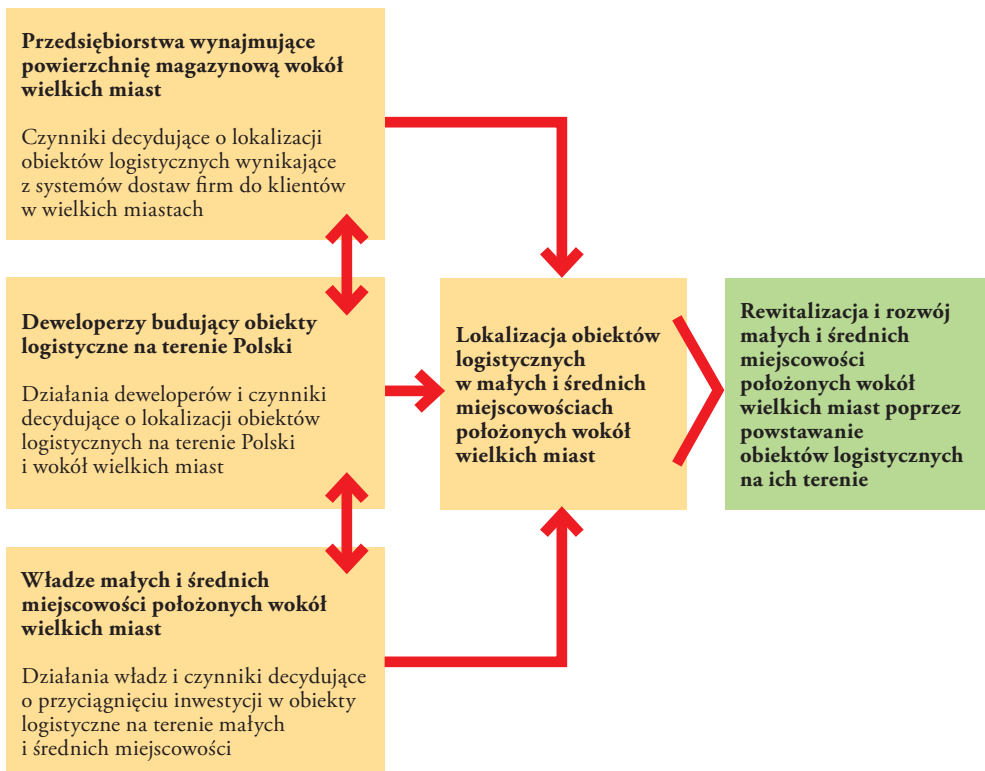 Przedsiębiorstwa wynajmujące
powierzchnię magazynową wokół
wielkich miast
Czynniki decydujące o lokalizacji
obiektów logistycznych wynikające
z systemów dostaw firm do klientów
w wielkich miastach
Deweloperzy budujący obiekty
logistyczne na terenie Polski
Działania deweloperów i czynniki
decydujące o lokalizacji obiektów
logistycznych na terenie Polski
i wokół wielkich miast
Władze małych i średnich
miejscowości położonych wokół
wielkich miast
Działania władz i czynniki decydujące
o przyciągnięciu inwestycji w obiekty
logistyczne na terenie małych
i średnich miejscowości
Lokalizacja obiektów
logistycznych
w małych i średnich
miejscowościach
położonych wokół
wielkich miast
Rewitalizacja i rozwój
małych i średnich
miejscowości
położonych wokół
wielkich miast poprzez
powstawanie
obiektów logistycznych
na ich terenie